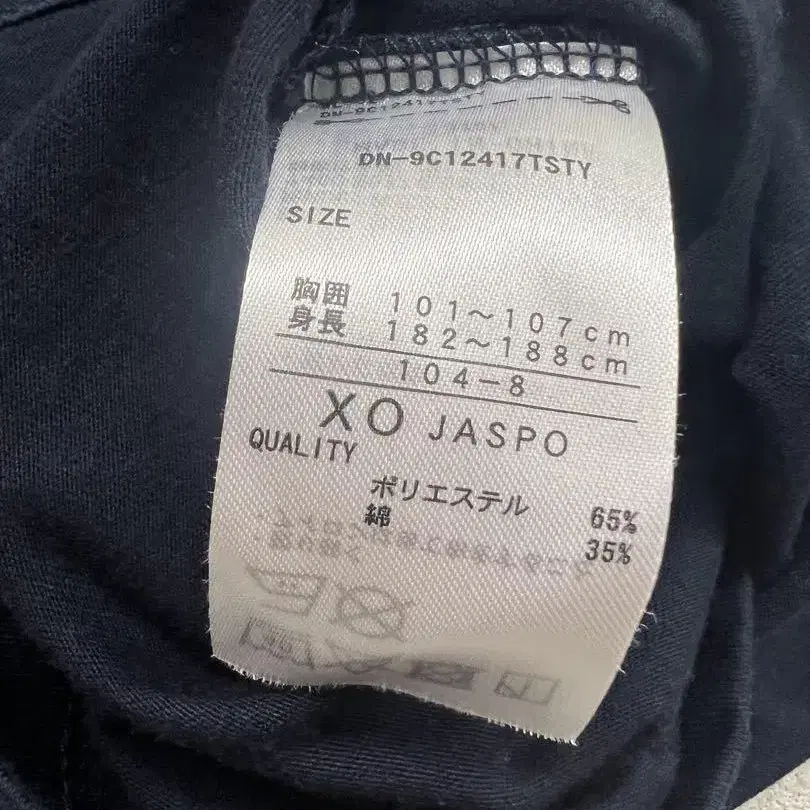 DN-9C12417TSTY
SIZE
胸囲 101～107cm
身長 182～188cm
104-8
XO JASPO
QUALITY
ポリエステル 65%
綿 35%